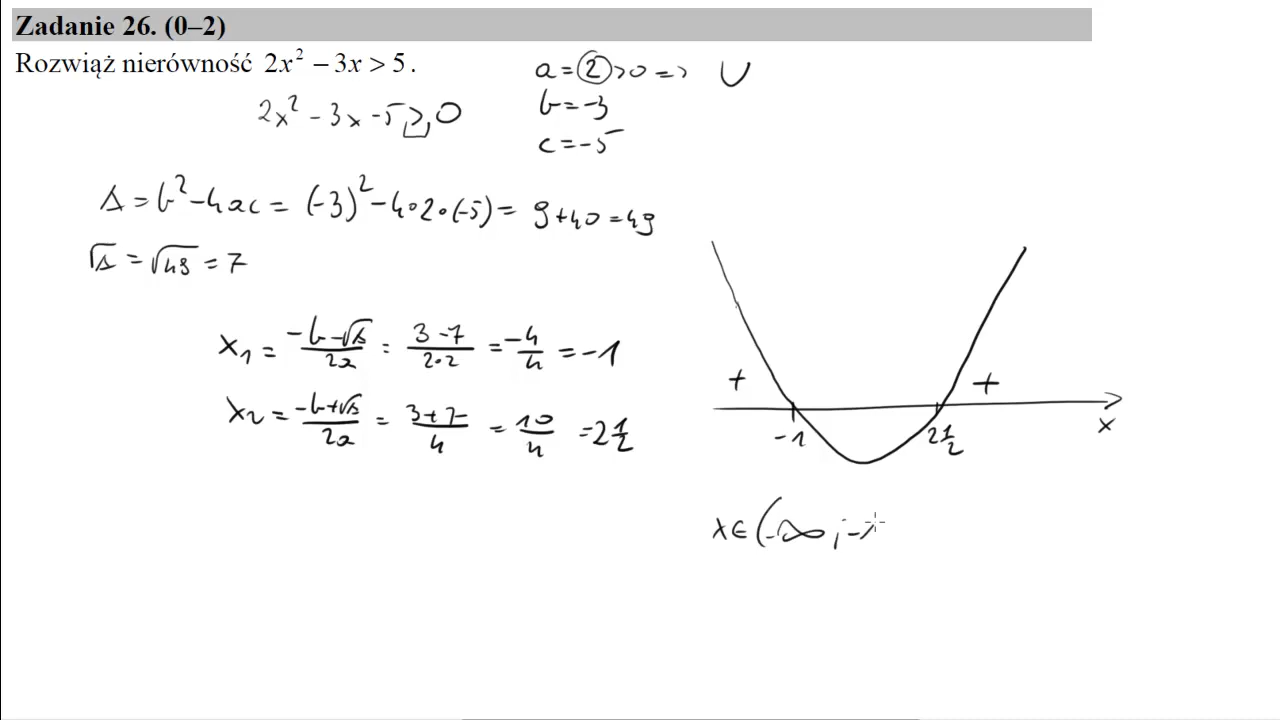 Zadanie 26. (0–2)
Rozwiąż nierówność 2x² − 3x > 5.
2x² - 3x - 5 > 0
a = 2 > 0 => ∪
b = -3
c = -5
Δ = b² - 4ac = (-3)² - 4·2·(-5) = 9 + 40 = 49
√Δ = √49 = 7
x₁ = (-b-√Δ)/2a = (3-7)/(2·2) = -4/4 = -1
x₂ = (-b+√Δ)/2a = (3+7)/4 = 10/4 = 2 1/2
+ +
-1 2 1/2 x
x ∈ (-∞ ; -1